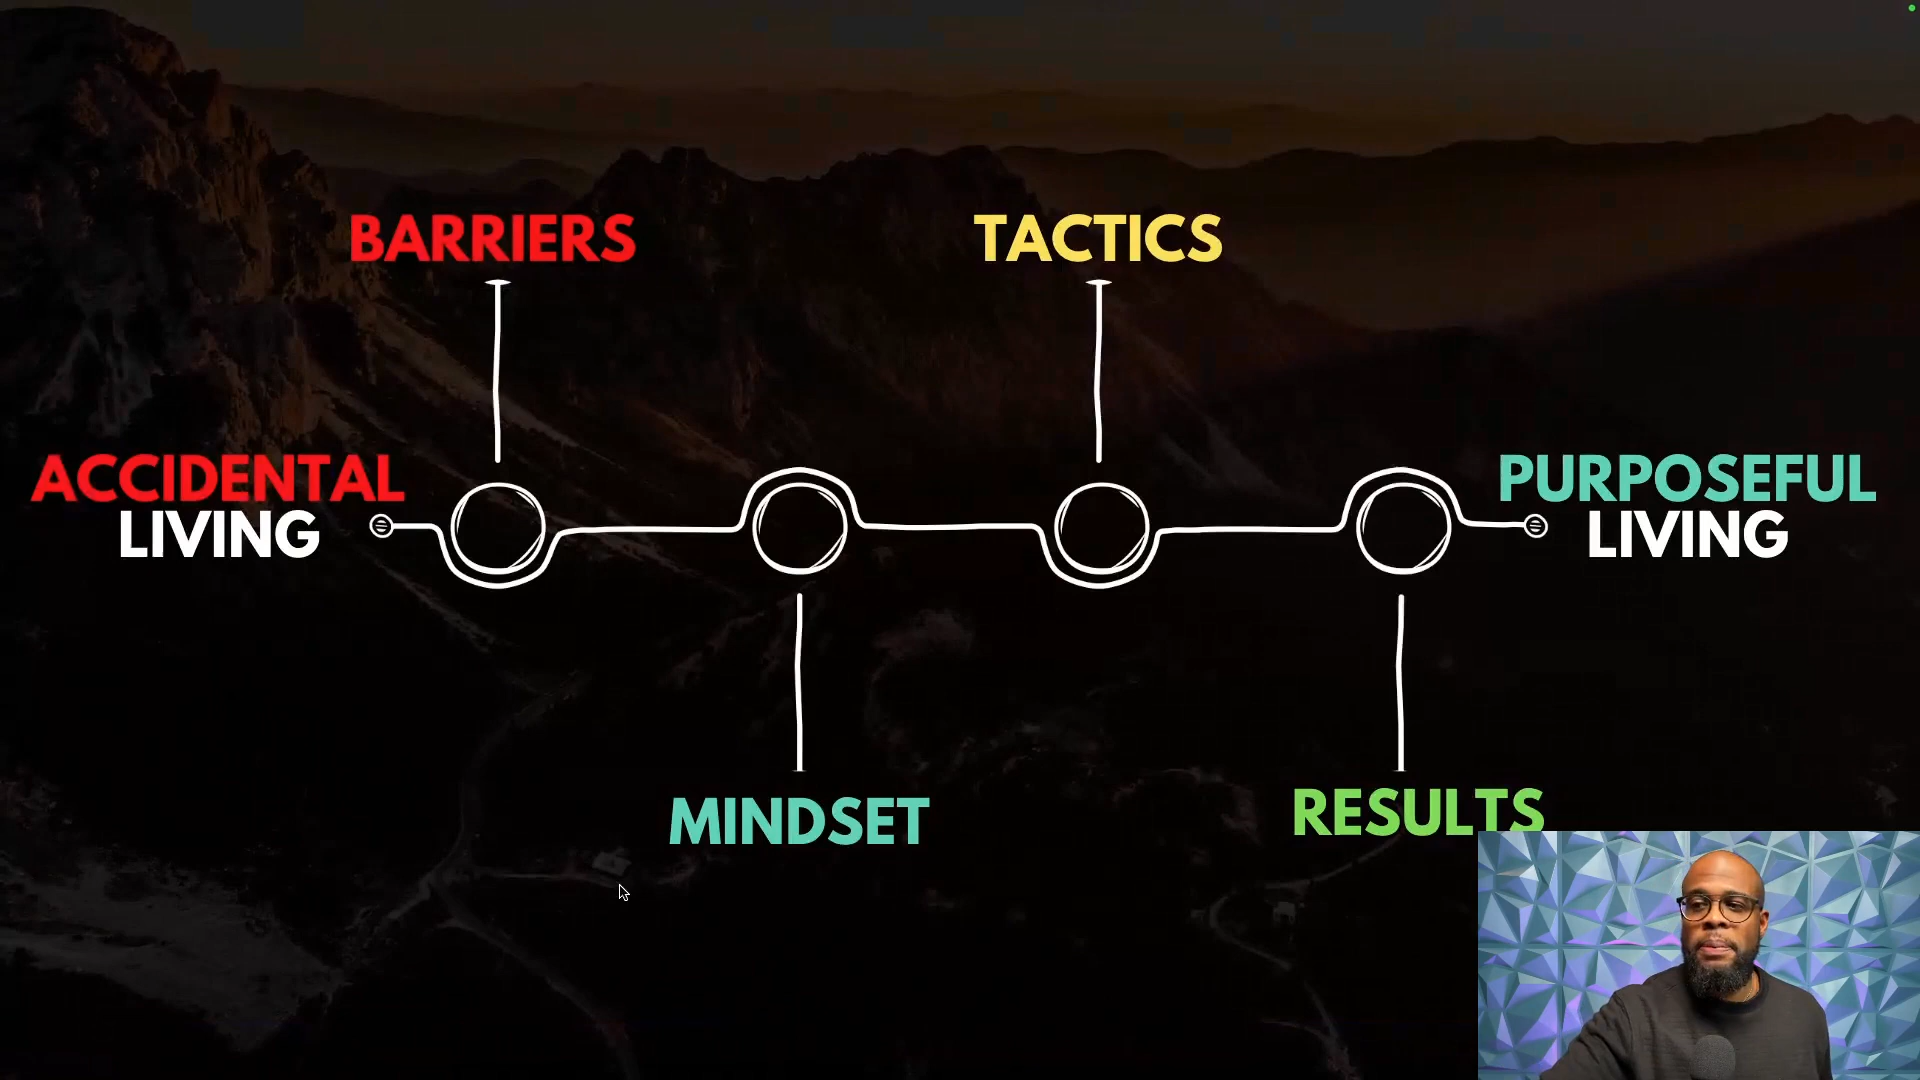 BARRIERS
TACTICS
ACCIDENTAL
LIVING
PURPOSEFUL
LIVING
MINDSET
RESULTS